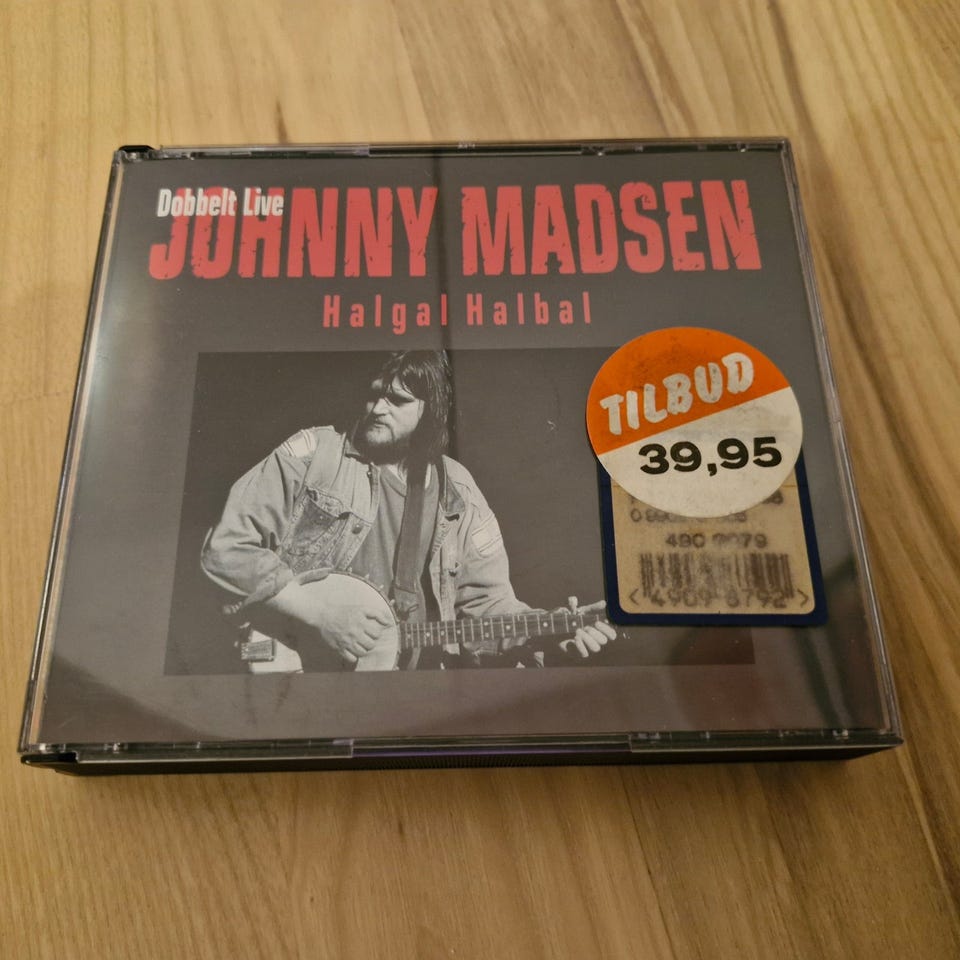 Dobbelt Live
JOHNNY MADSEN
Halgal Halbal
TILBUD
39,95